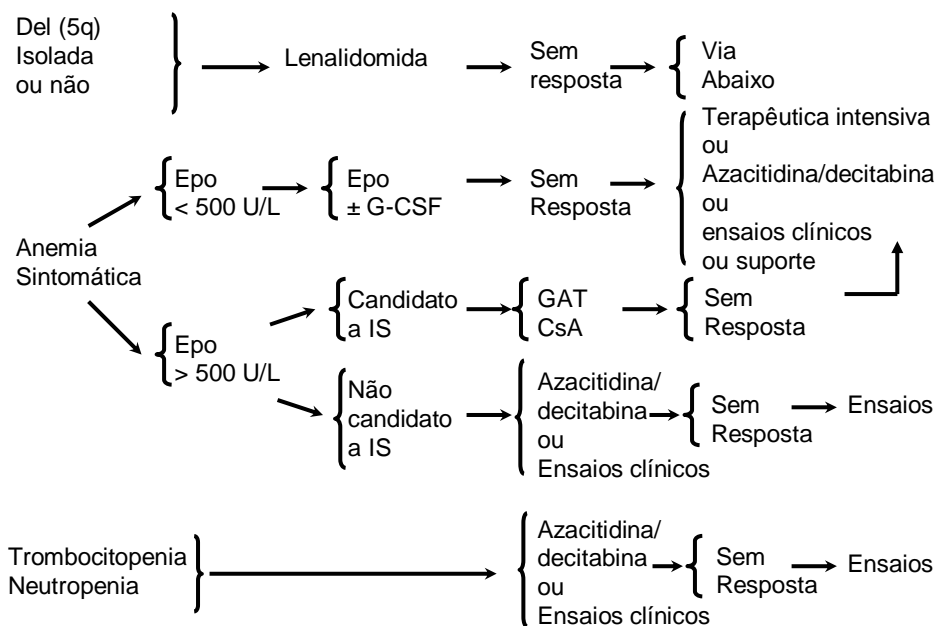 Del (5q)
Isolada
ou não
Lenalidomida
Sem
resposta
Via
Abaixo
Anemia
Sintomática
Epo
< 500 U/L
Epo
± G-CSF
Sem
Resposta
Terapêutica intensiva
ou
Azacitidina/decitabina
ou
ensaios clínicos
ou suporte
Epo
> 500 U/L
Candidato
a IS
GAT
CsA
Sem
Resposta
Não
candidato
a IS
Azacitidina/
decitabina
ou
Ensaios clínicos
Sem
Resposta
Ensaios
Trombocitopenia
Neutropenia
Azacitidina/
decitabina
ou
Ensaios clínicos
Sem
Resposta
Ensaios